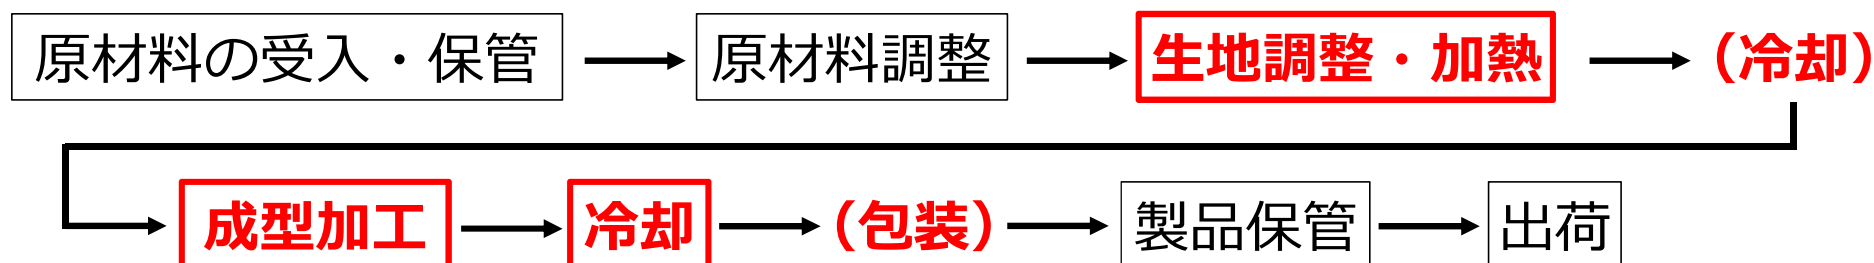 原材料の受入・保管 原材料調整 生地調整・加熱 （冷却）
成型加工 冷却 （包装） 製品保管 出荷